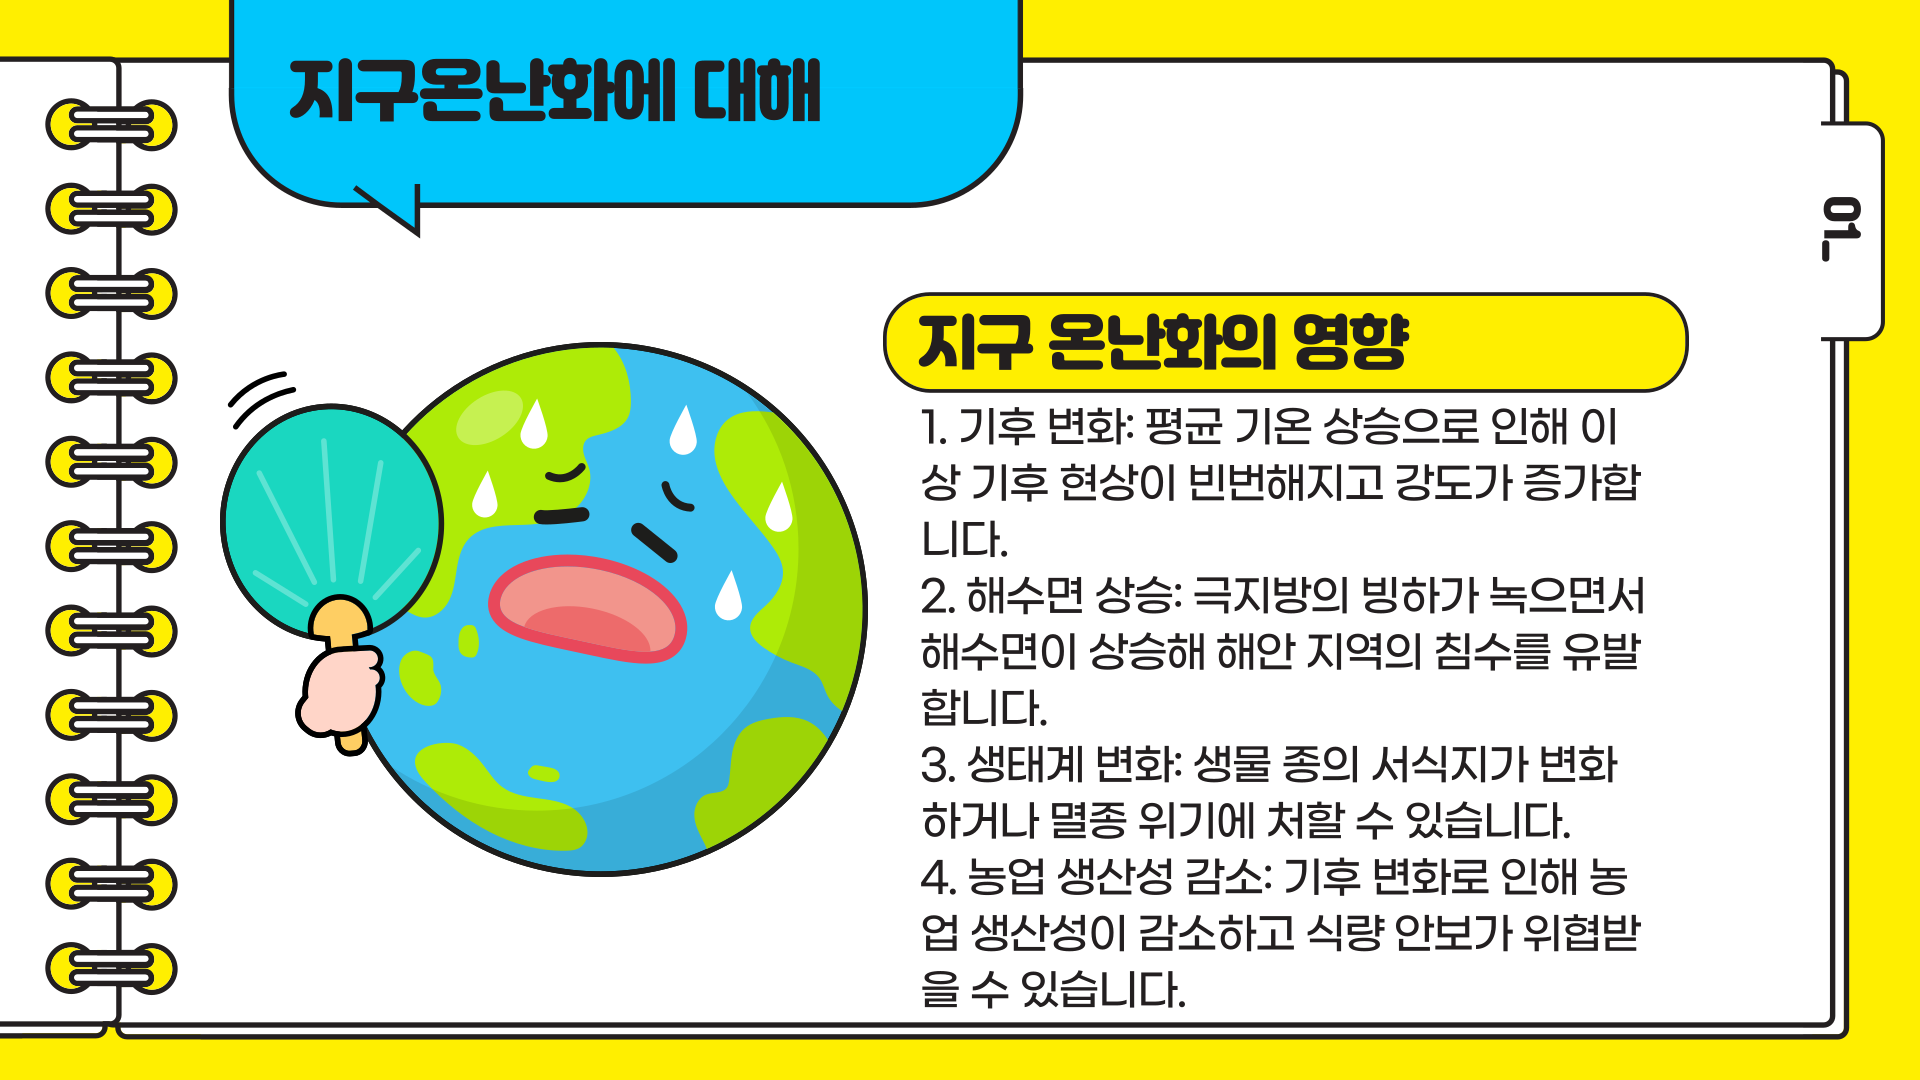 지구온난화에 대해
01_
지구 온난화의 영향
1. 기후 변화: 평균 기온 상승으로 인해 이
상 기후 현상이 빈번해지고 강도가 증가합
니다.
2. 해수면 상승: 극지방의 빙하가 녹으면서
해수면이 상승해 해안 지역의 침수를 유발
합니다.
3. 생태계 변화: 생물 종의 서식지가 변화
하거나 멸종 위기에 처할 수 있습니다.
4. 농업 생산성 감소: 기후 변화로 인해 농
업 생산성이 감소하고 식량 안보가 위협받
을 수 있습니다.